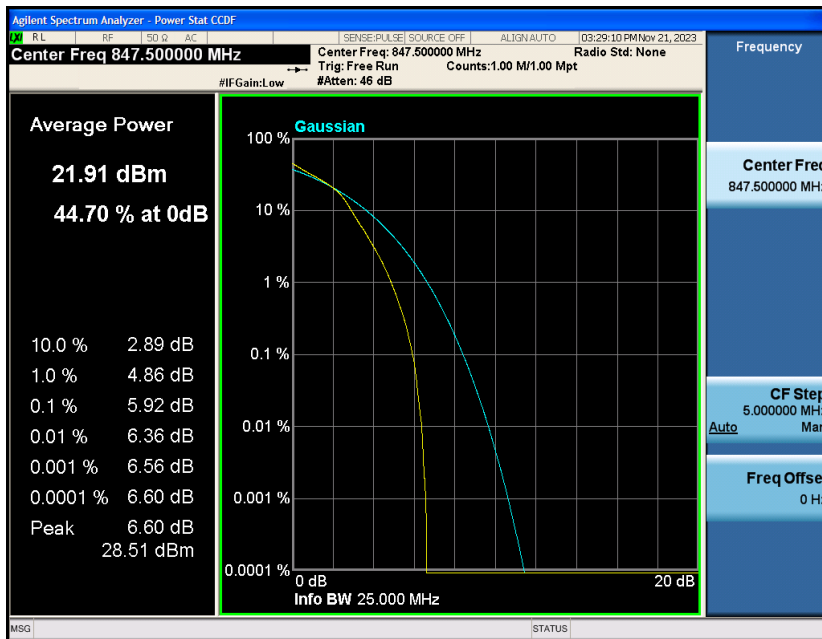 Agilent Spectrum Analyzer - Power Stat CCDF
LXI RL RF 50 Ω AC SENSE:PULSE SOURCE OFF ALIGN AUTO 03:29:10 PM Nov 21, 2023
Center Freq 847.500000 MHz
Center Freq: 847.500000 MHz Radio Std: None
Trig: Free Run Counts:1.00 M/1.00 Mpt
#IFGain:Low #Atten: 46 dB
Average Power
21.91 dBm
44.70 % at 0dB
10.0 % 2.89 dB
1.0 % 4.86 dB
0.1 % 5.92 dB
0.01 % 6.36 dB
0.001 % 6.56 dB
0.0001 % 6.60 dB
Peak 6.60 dB
28.51 dBm
Gaussian
100 %
10 %
1 %
0.1 %
0.01 %
0.001 %
0.0001 %
0 dB 20 dB
Info BW 25.000 MHz
Frequency
Center Freq
847.500000 MHz
CF Step
5.000000 MHz
Auto Man
Freq Offse
0 Hz
MSG STATUS